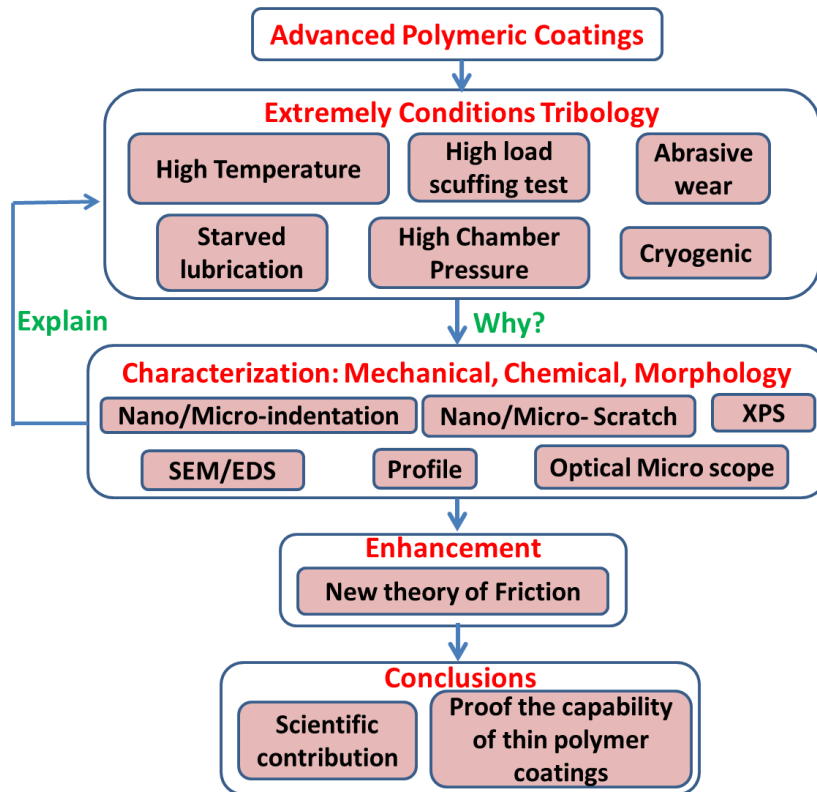 Advanced Polymeric Coatings
Extremely Conditions Tribology
High Temperature
High load
scuffing test
Abrasive
wear
Starved
lubrication
High Chamber
Pressure
Cryogenic
Explain
Why?
Characterization: Mechanical, Chemical, Morphology
Nano/Micro-indentation
Nano/Micro- Scratch
XPS
SEM/EDS
Profile
Optical Micro scope
Enhancement
New theory of Friction
Conclusions
Scientific
contribution
Proof the capability
of thin polymer
coatings